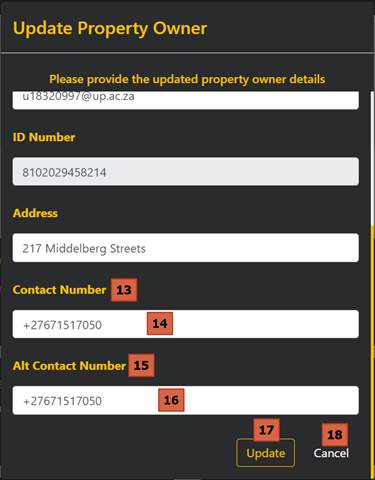 Update Property Owner
Please provide the updated property owner details
u18320997@up.ac.za
ID Number
8102029458214
Address
217 Middelberg Streets
Contact Number 13
+27671517050 14
Alt Contact Number 15
+27671517050 16
17 18
Update Cancel